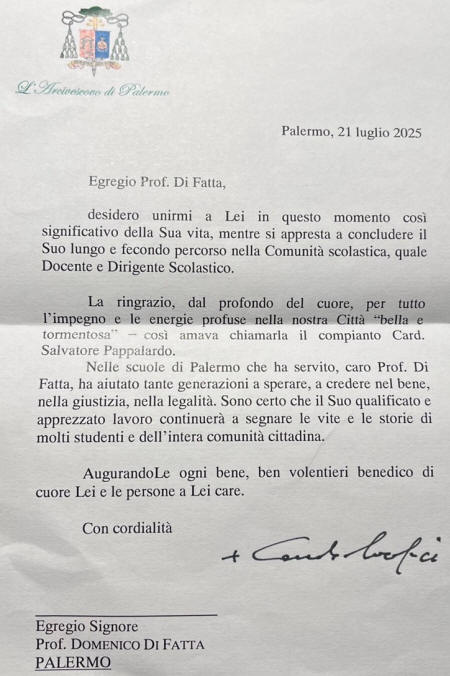 L'Arcivescovo di Palermo
Palermo, 21 luglio 2025
Egregio Prof. Di Fatta,
desidero unirmi a Lei in questo momento così
significativo della Sua vita, mentre si appresta a concludere il
Suo lungo e fecondo percorso nella Comunità scolastica, quale
Docente e Dirigente Scolastico.
La ringrazio, dal profondo del cuore, per tutto
l'impegno e le energie profuse nella nostra Città “bella e
tormentosa” – così amava chiamarla il compianto Card.
Salvatore Pappalardo.
Nelle scuole di Palermo che ha servito, caro Prof. Di
Fatta, ha aiutato tante generazioni a sperare, a credere nel bene,
nella giustizia, nella legalità. Sono certo che il Suo qualificato e
apprezzato lavoro continuerà a segnare le vite e le storie di
molti studenti e dell'intera comunità cittadina.
AugurandoLe ogni bene, ben volentieri benedico di
cuore Lei e le persone a Lei care.
Con cordialità
Egregio Signore
Prof. DOMENICO DI FATTA
PALERMO